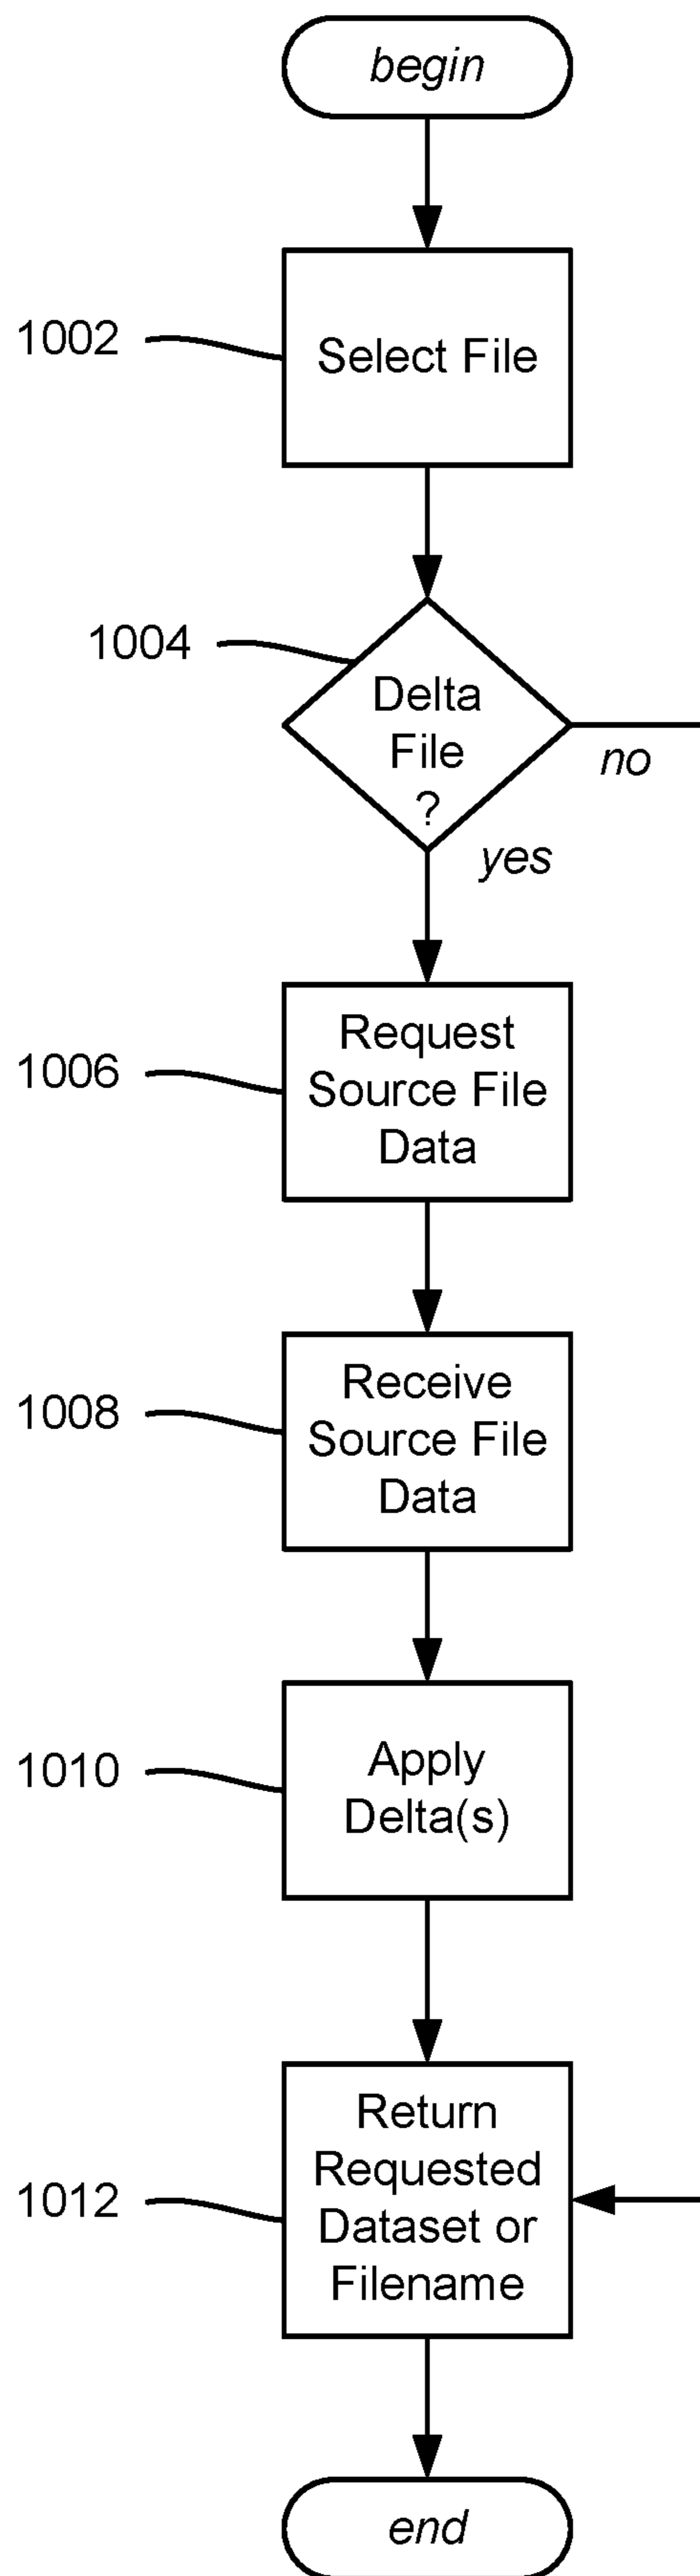 begin
1002
Select File
1004
Delta
File
?
no
yes
1006
Request
Source File
Data
1008
Receive
Source File
Data
1010
Apply
Delta(s)
1012
Return
Requested
Dataset or
Filename
end